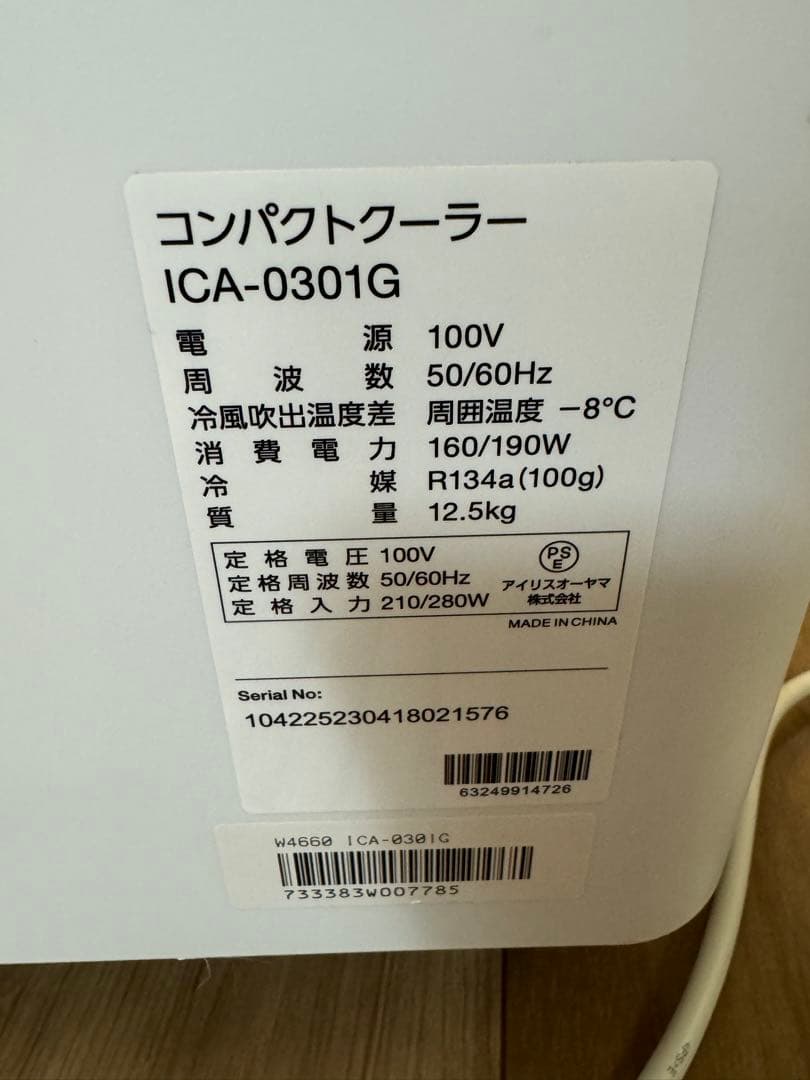 コンパクトクーラー
ICA-0301G
電源 100V
周波数 50/60Hz
冷風吹出温度差 周囲温度 −8℃
消費電力 160/190W
冷媒 R134a(100g)
質量 12.5kg
定格電圧 100V
定格周波数 50/60Hz
定格入力 210/280W
PSE
アイリスオーヤマ
株式会社
MADE IN CHINA
Serial No:
104225230418021576
63249914726
W4660 ICA-0301G
733383W007785